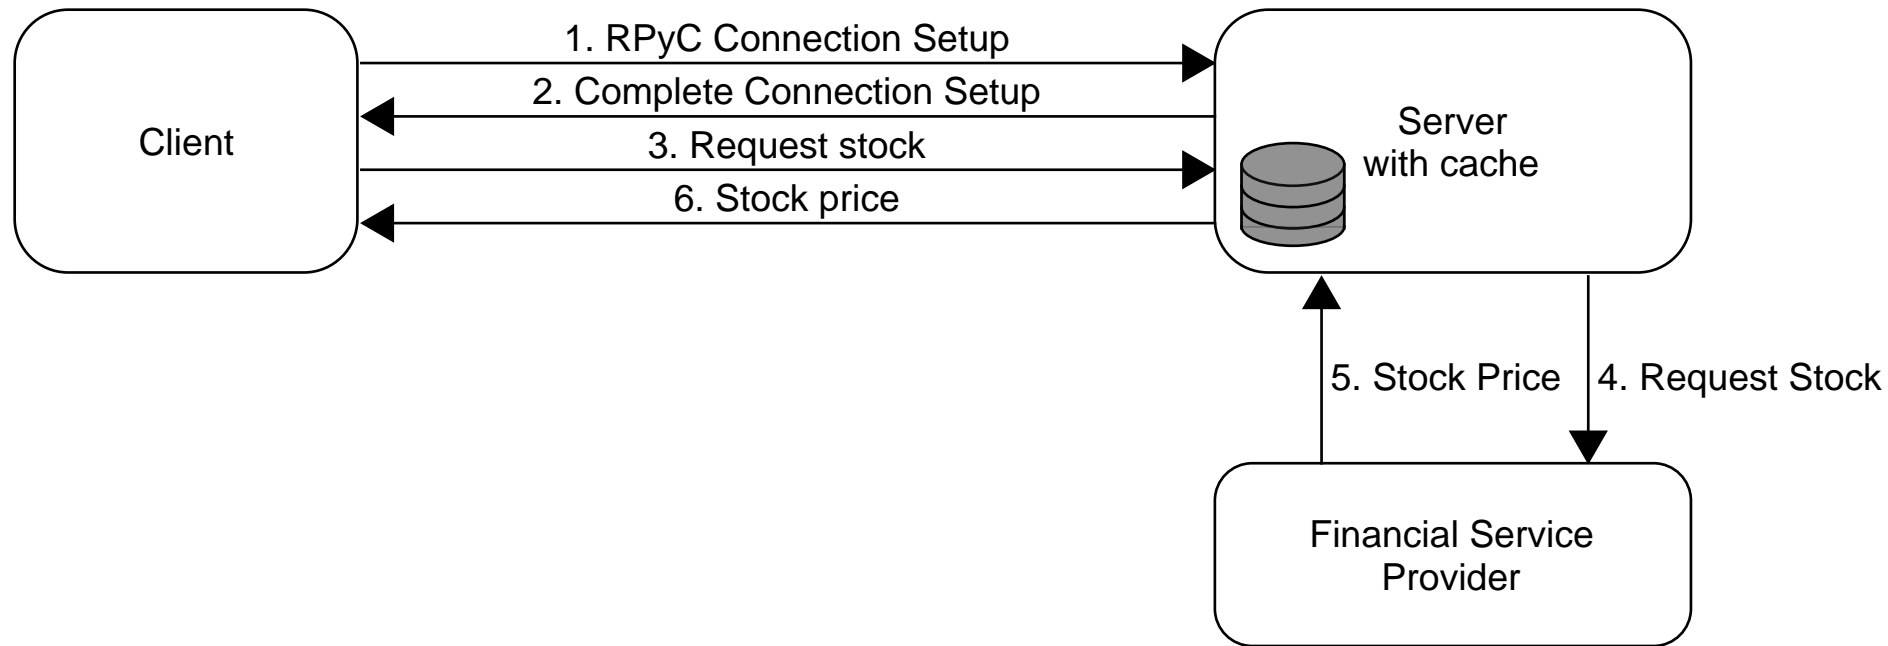 1. RPyC Connection Setup
2. Complete Connection Setup
Client
3. Request stock
6. Stock price
Server
with cache
5. Stock Price
4. Request Stock
Financial Service
Provider